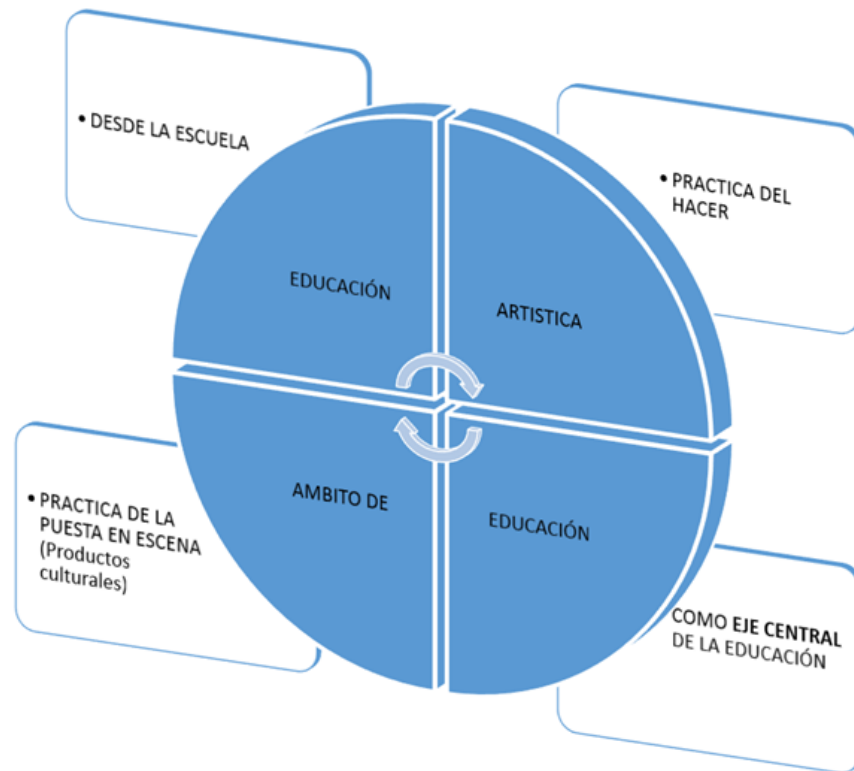 • DESDE LA ESCUELA
• PRACTICA DEL
HACER
EDUCACIÓN
ARTISTICA
AMBITO DE
EDUCACIÓN
• PRACTICA DE LA
PUESTA EN ESCENA
(Productos
culturales)
COMO EJE CENTRAL
DE LA EDUCACIÓN